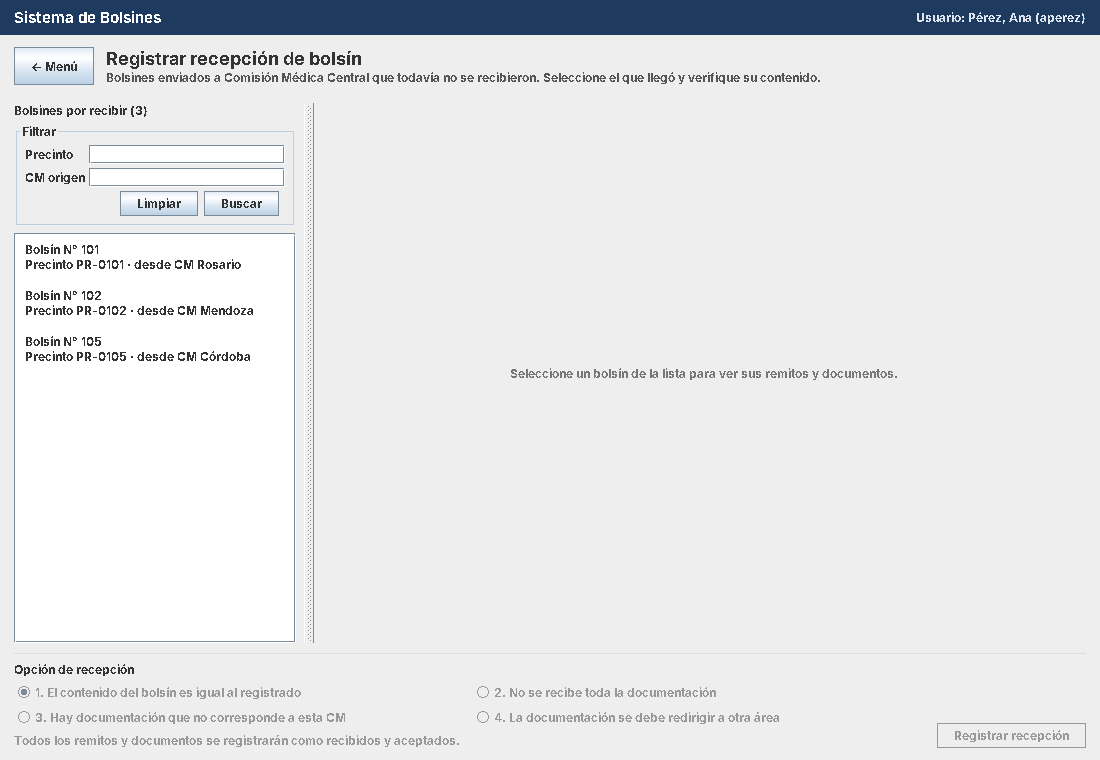 Sistema de Bolsines
Usuario: Pérez, Ana (aperez)
← Menú
Registrar recepción de bolsín
Bolsines enviados a Comisión Médica Central que todavía no se recibieron. Seleccione el que llegó y verifique su contenido.
Bolsines por recibir (3)
Filtrar
Precinto
CM origen
Limpiar
Buscar
Bolsín N° 101
Precinto PR-0101 · desde CM Rosario
Bolsín N° 102
Precinto PR-0102 · desde CM Mendoza
Bolsín N° 105
Precinto PR-0105 · desde CM Córdoba
Seleccione un bolsín de la lista para ver sus remitos y documentos.
Opción de recepción
1. El contenido del bolsín es igual al registrado
2. No se recibe toda la documentación
3. Hay documentación que no corresponde a esta CM
4. La documentación se debe redirigir a otra área
Todos los remitos y documentos se registrarán como recibidos y aceptados.
Registrar recepción